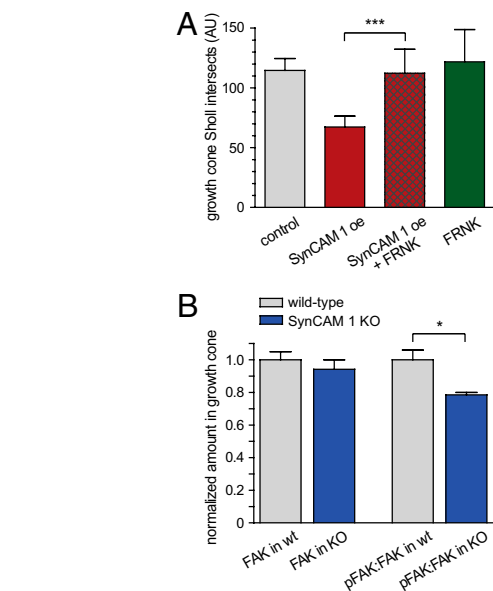 A
growth cone Sholl intersects (AU)
150
100
50
0
***
control
SynCAM 1 oe
SynCAM 1 oe
+ FRNK
FRNK
B
wild-type
SynCAM 1 KO
normalized amount in growth cone
1.0
0.8
0.6
0.4
0.2
0
*
FAK in wt
FAK in KO
pFAK:FAK in wt
pFAK:FAK in KO